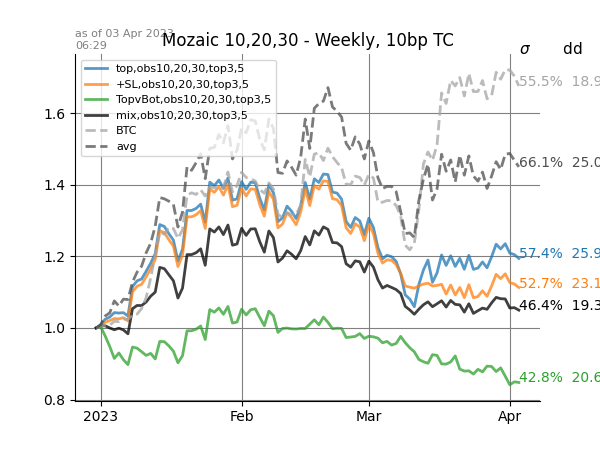 as of 03 Apr 2023
06:29
Mozaic 10,20,30 - Weekly, 10bp TC
σ dd
top,obs10,20,30,top3,5
+SL,obs10,20,30,top3,5
TopvBot,obs10,20,30,top3,5
mix,obs10,20,30,top3,5
BTC
avg
55.5% 18.9
66.1% 25.0
57.4% 25.9
52.7% 23.1
46.4% 19.3
42.8% 20.6
1.6
1.4
1.2
1.0
0.8
2023 Feb Mar Apr